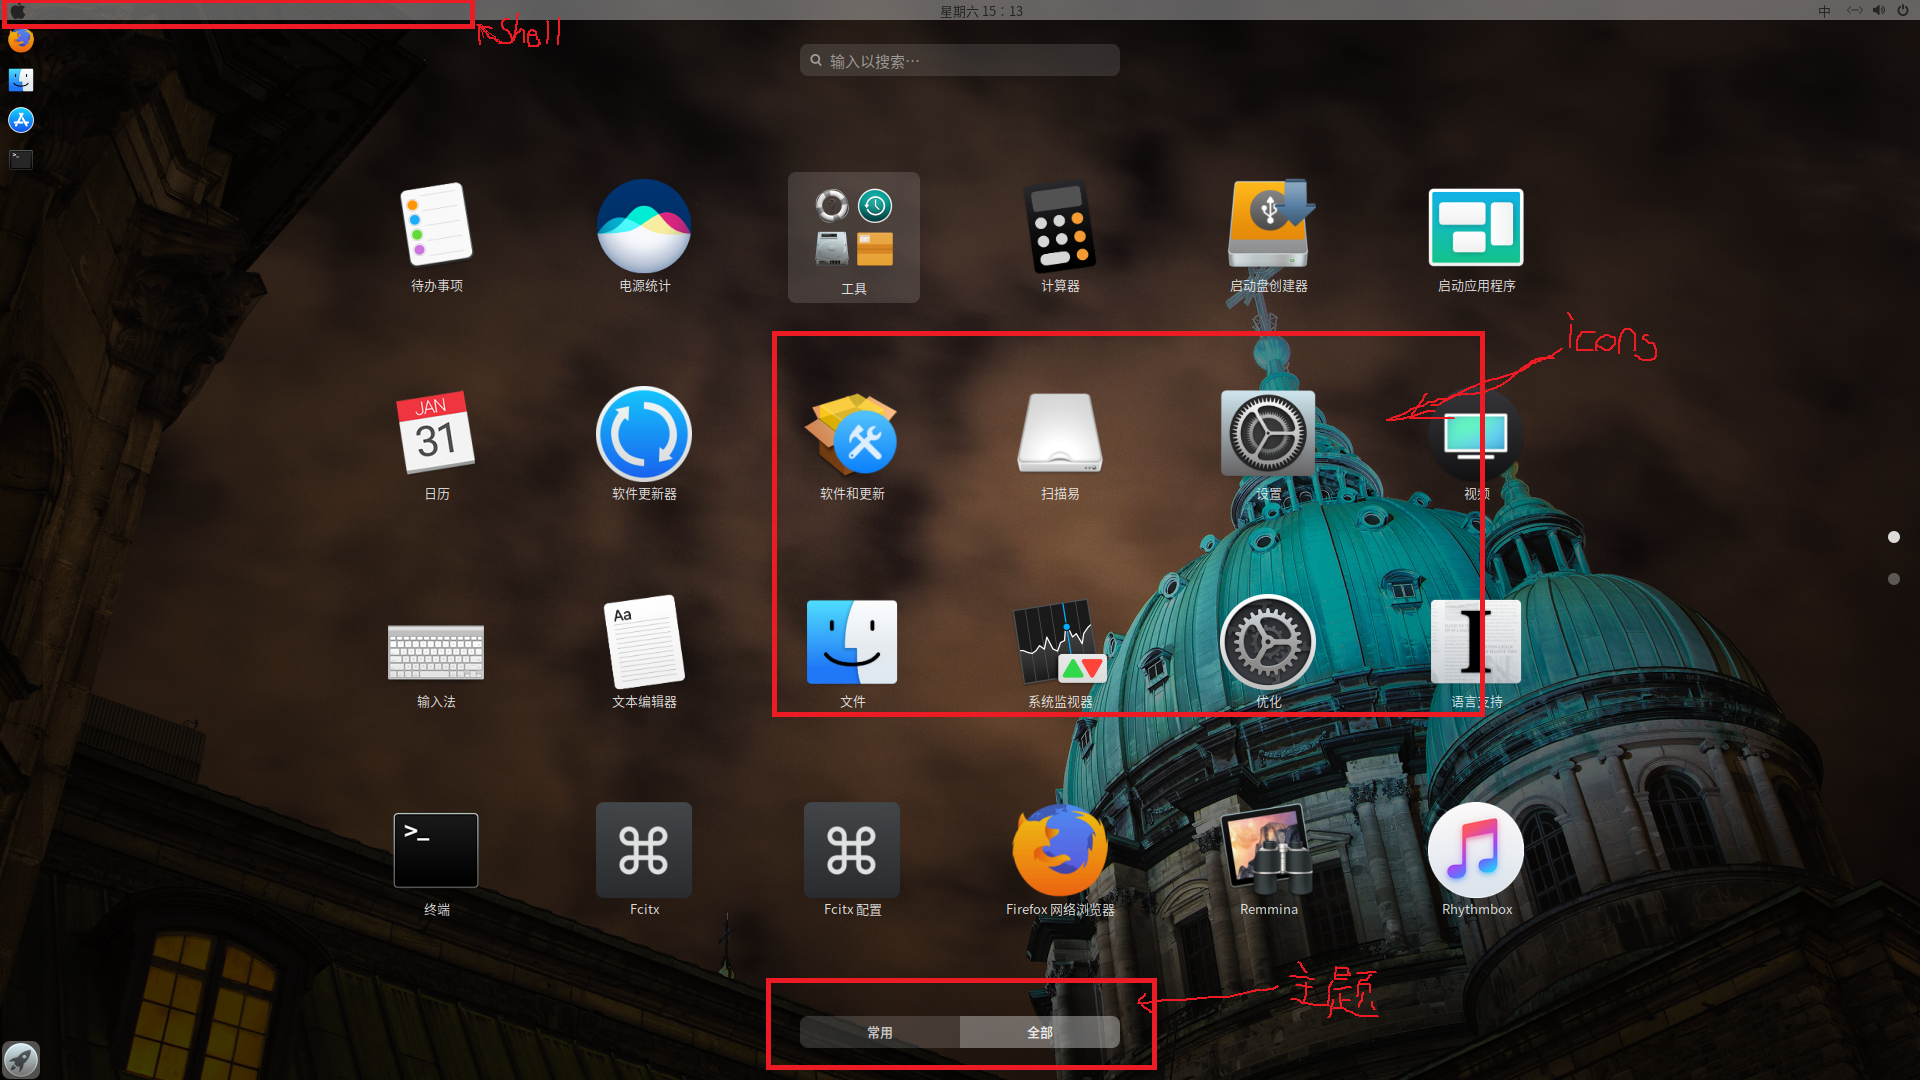 星期六 15：13
中
Shell
输入以搜索…
待办事项
电源统计
工具
计算器
启动盘创建器
启动应用程序
icons
JAN
31
日历
软件更新器
软件和更新
扫描易
设置
视频
Aa
输入法
文本编辑器
文件
系统监视器
优化
语言支持
>_
终端
Fcitx
Fcitx 配置
Firefox 网络浏览器
Remmina
Rhythmbox
主题
常用
全部